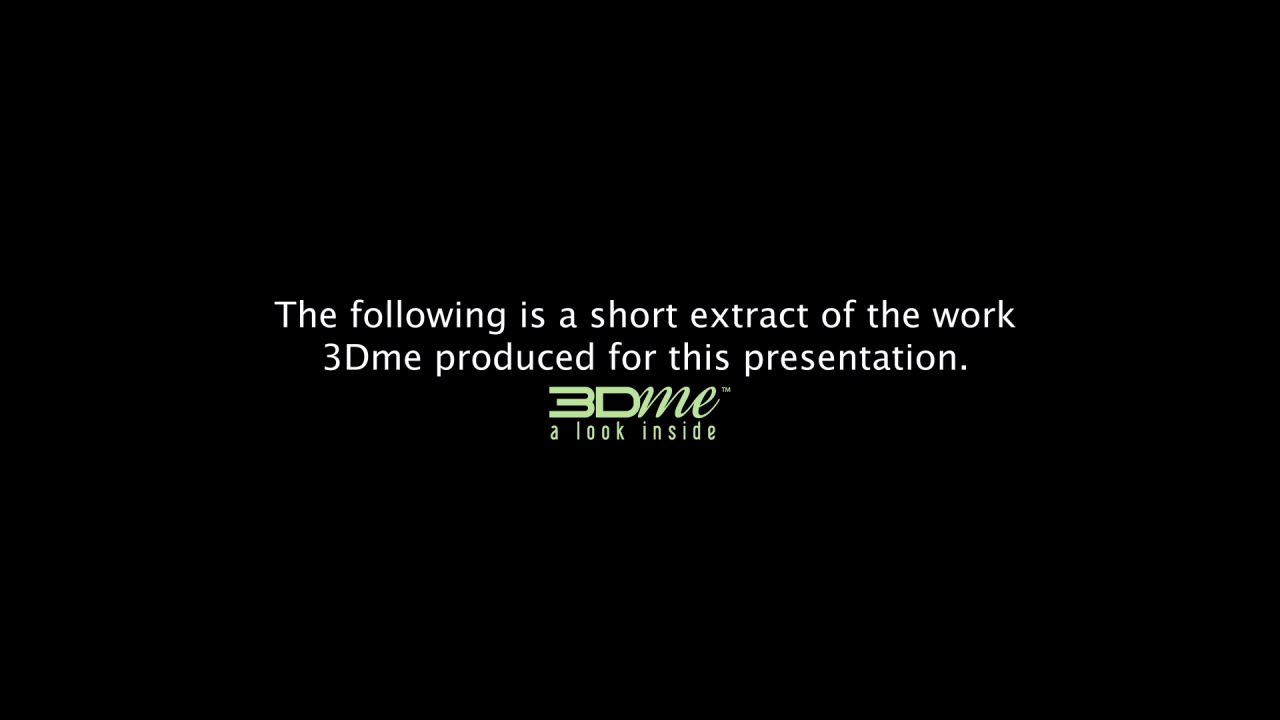 The following is a short extract of the work
3Dme produced for this presentation.
3Dme™
a look inside